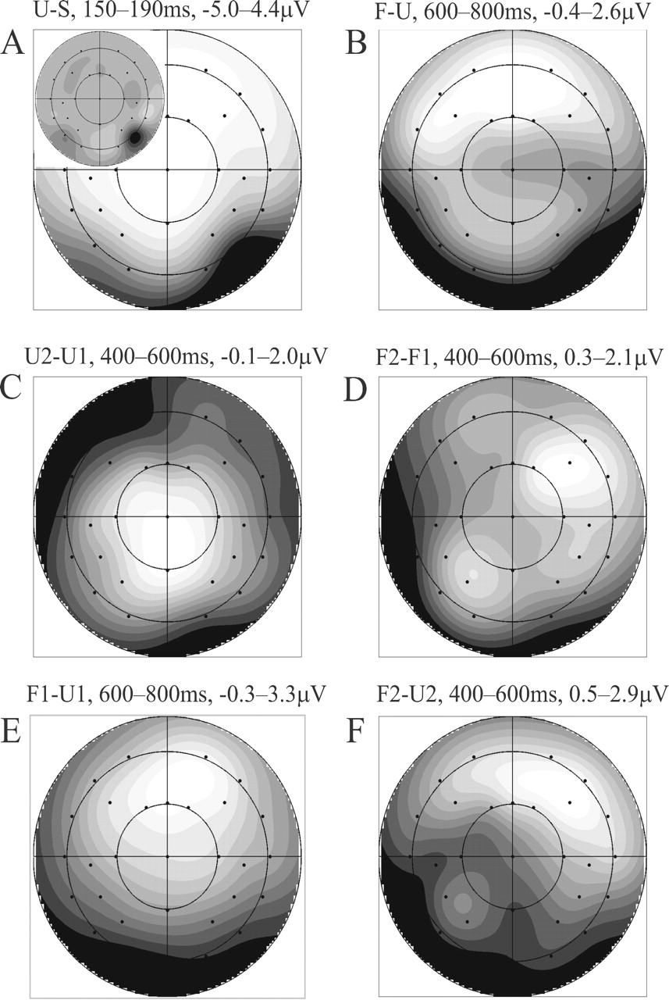 U-S, 150–190ms, -5.0–4.4µV
F-U, 600–800ms, -0.4–2.6µV
A
B
U2-U1, 400–600ms, -0.1–2.0µV
F2-F1, 400–600ms, 0.3–2.1µV
C
D
F1-U1, 600–800ms, -0.3–3.3µV
F2-U2, 400–600ms, 0.5–2.9µV
E
F